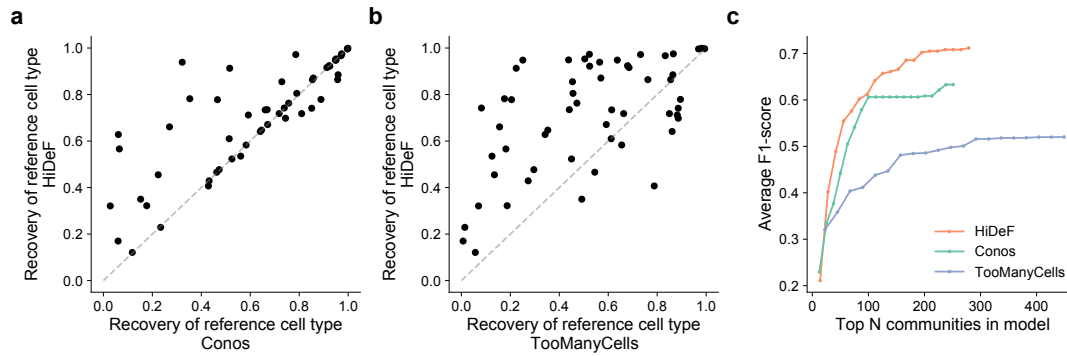 a
Recovery of reference cell type
HiDeF
1.0
0.8
0.6
0.4
0.2
0.0
0.0 0.2 0.4 0.6 0.8 1.0
Recovery of reference cell type
Conos
b
Recovery of reference cell type
HiDeF
1.0
0.8
0.6
0.4
0.2
0.0
0.0 0.2 0.4 0.6 0.8 1.0
Recovery of reference cell type
TooManyCells
c
Average F1-score
0.7
0.6
0.5
0.4
0.3
0.2
HiDeF
Conos
TooManyCells
0 100 200 300 400
Top N communities in model